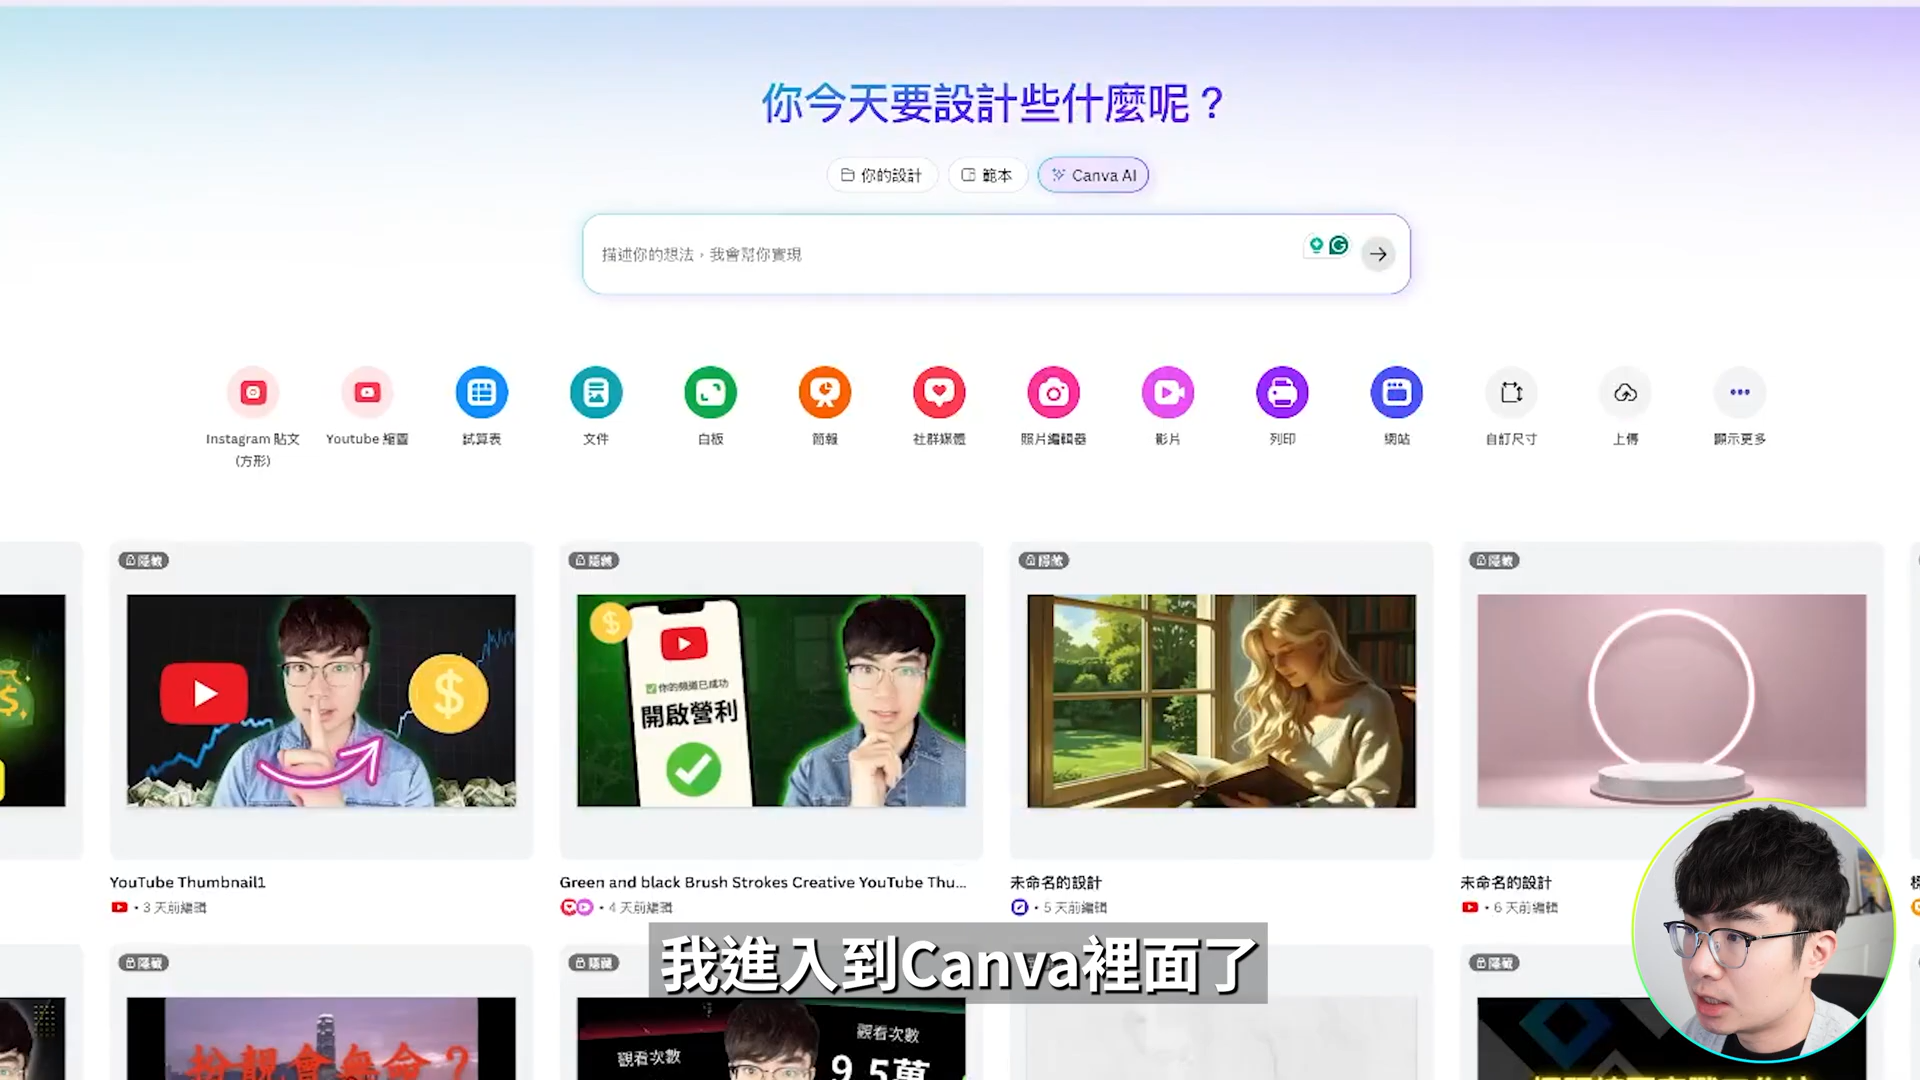 你今天要設計些什麼呢？
你的設計
範本
Canva AI
描述你的想法，我會幫你實現
Instagram 貼文
(方形)
Youtube 縮圖
試算表
文件
白板
簡報
社群媒體
照片編輯器
影片
列印
網站
自訂尺寸
上傳
顯示更多
隱藏
隱藏
隱藏
隱藏
你的頻道已成功
開啟營利
YouTube Thumbnail1
3 天前編輯
Green and black Brush Strokes Creative YouTube Thu...
4 天前編輯
未命名的設計
5 天前編輯
未命名的設計
6 天前編輯
我進入到Canva裡面了
隱藏
隱藏
隱藏
會無命？
觀看次數
觀看次數
9.5萬